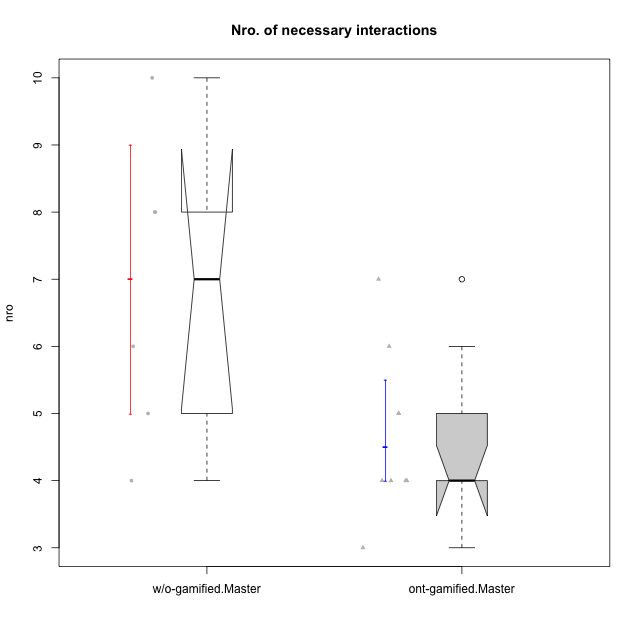 Nro. of necessary interactions
10
9
8
7
6
5
4
3
nro
w/o-gamified.Master
ont-gamified.Master